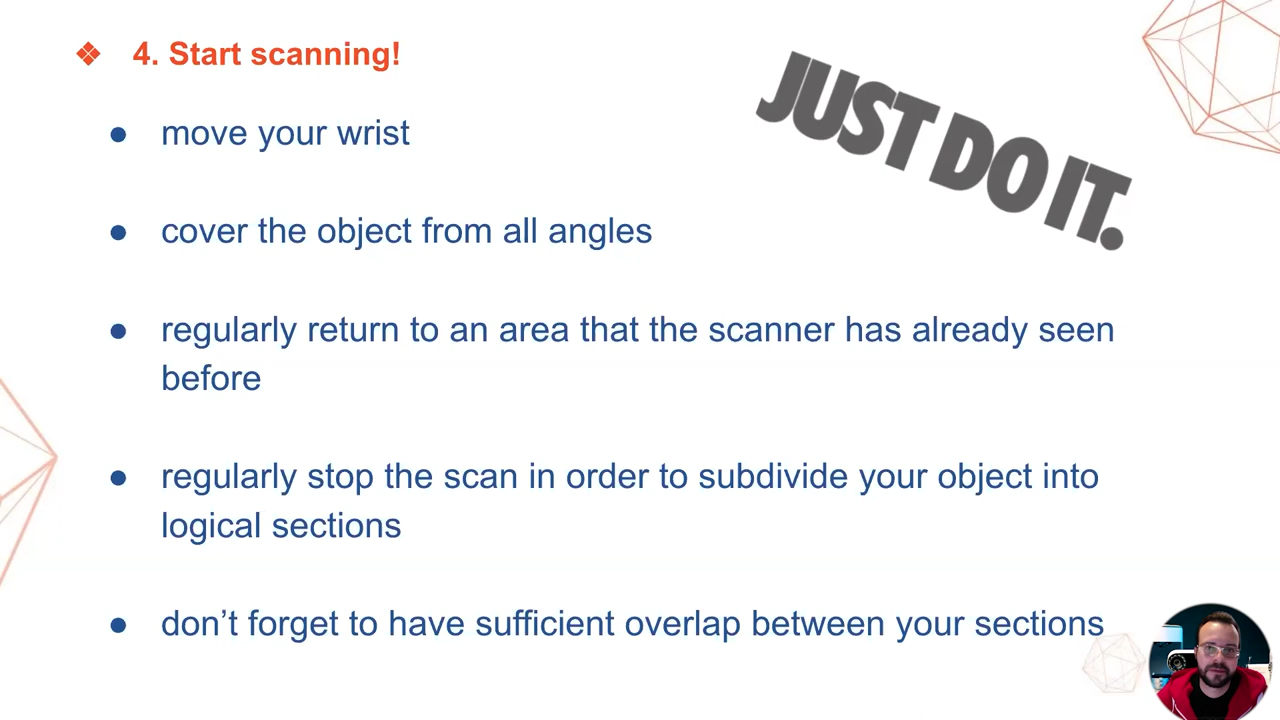 4. Start scanning!
JUST DO IT.
move your wrist
cover the object from all angles
regularly return to an area that the scanner has already seen
before
regularly stop the scan in order to subdivide your object into
logical sections
don’t forget to have sufficient overlap between your sections